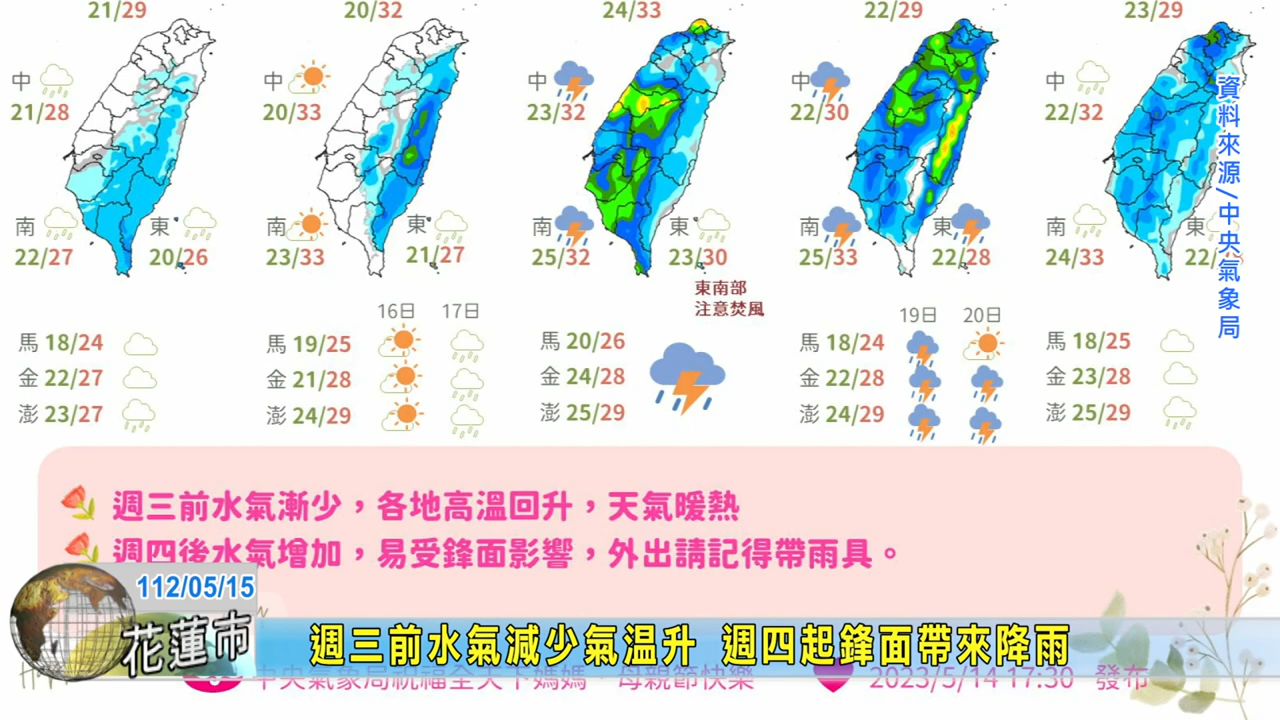 21/29
20/32
24/33
22/29
23/29
中
21/28
中
20/33
中
23/32
中
22/30
中
22/32
資料來源/中央氣象局
南
22/27
東
20/26
南
23/33
東
21/27
南
25/32
東
23/30
南
25/33
東
22/28
南
24/33
東
22/
東南部
注意焚風
16日 17日
19日 20日
馬 18/24
金 22/27
澎 23/27
馬 19/25
金 21/28
澎 24/29
馬 20/26
金 24/28
澎 25/29
馬 18/24
金 22/28
澎 24/29
馬 18/25
金 23/28
澎 25/29
週三前水氣漸少，各地高溫回升，天氣暖熱
週四後水氣增加，易受鋒面影響，外出請記得帶雨具。
112/05/15
花蓮市
週三前水氣減少氣温升 週四起鋒面帶來降雨
中央氣象局祝福全天下媽媽，母親節快樂
2023/5/14 17:30 發布